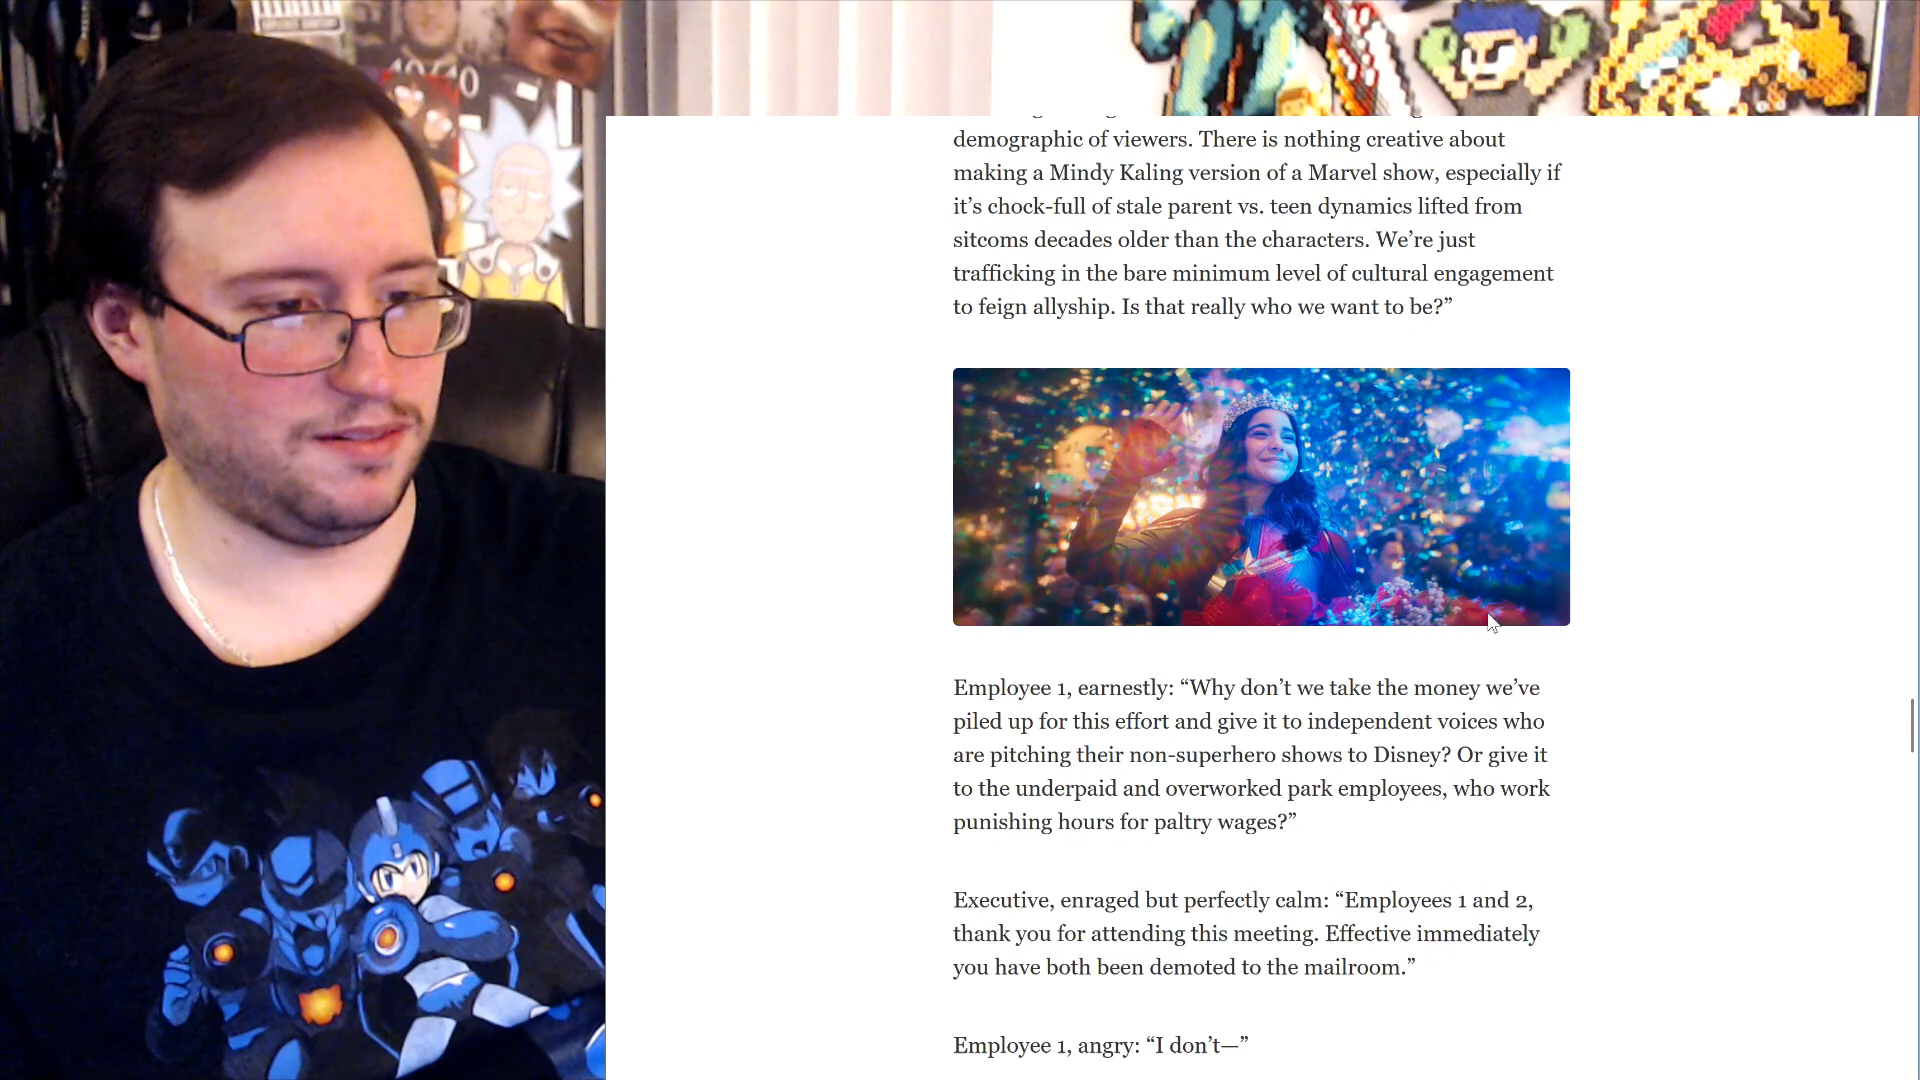 40/40
demographic of viewers. There is nothing creative about
making a Mindy Kaling version of a Marvel show, especially if
it’s chock-full of stale parent vs. teen dynamics lifted from
sitcoms decades older than the characters. We’re just
trafficking in the bare minimum level of cultural engagement
to feign allyship. Is that really who we want to be?”
Employee 1, earnestly: “Why don’t we take the money we’ve
piled up for this effort and give it to independent voices who
are pitching their non-superhero shows to Disney? Or give it
to the underpaid and overworked park employees, who work
punishing hours for paltry wages?”
Executive, enraged but perfectly calm: “Employees 1 and 2,
thank you for attending this meeting. Effective immediately
you have both been demoted to the mailroom.”
Employee 1, angry: “I don’t—”